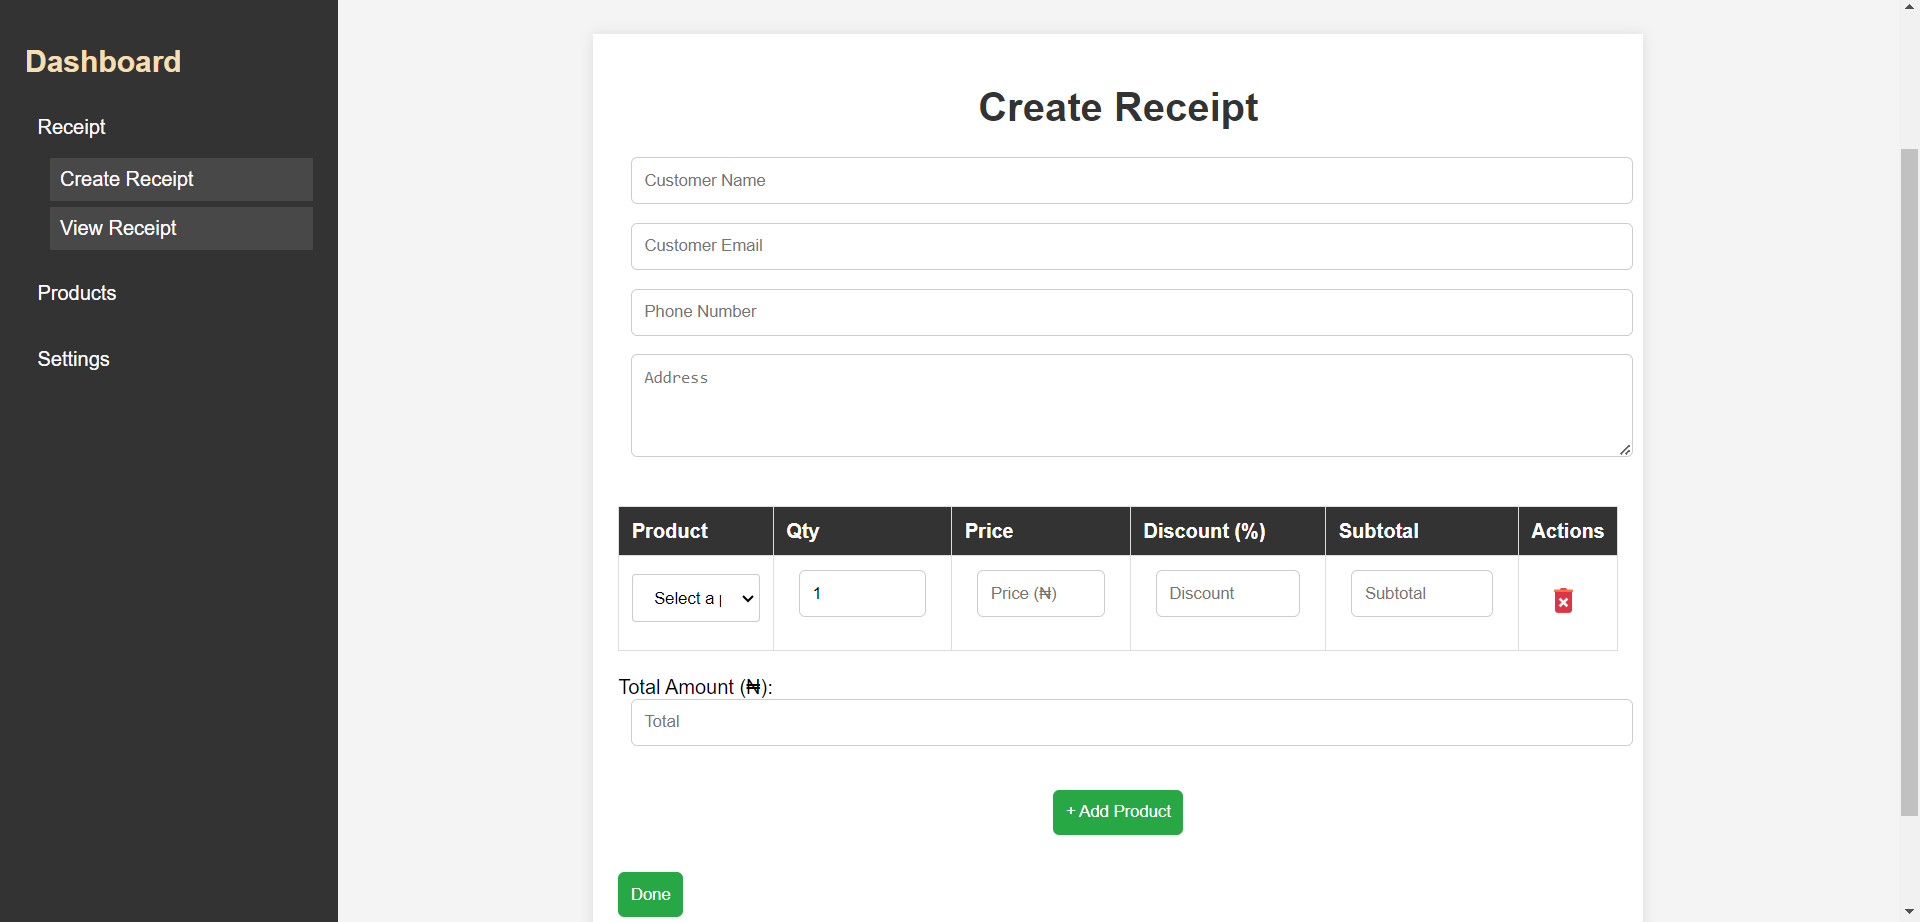 Dashboard
Receipt
Create Receipt
View Receipt
Products
Settings
Create Receipt
Customer Name
Customer Email
Phone Number
Address
Product Qty Price Discount (%) Subtotal Actions
Select a 1 Price (₦) Discount Subtotal
Total Amount (₦):
Total
+ Add Product
Done